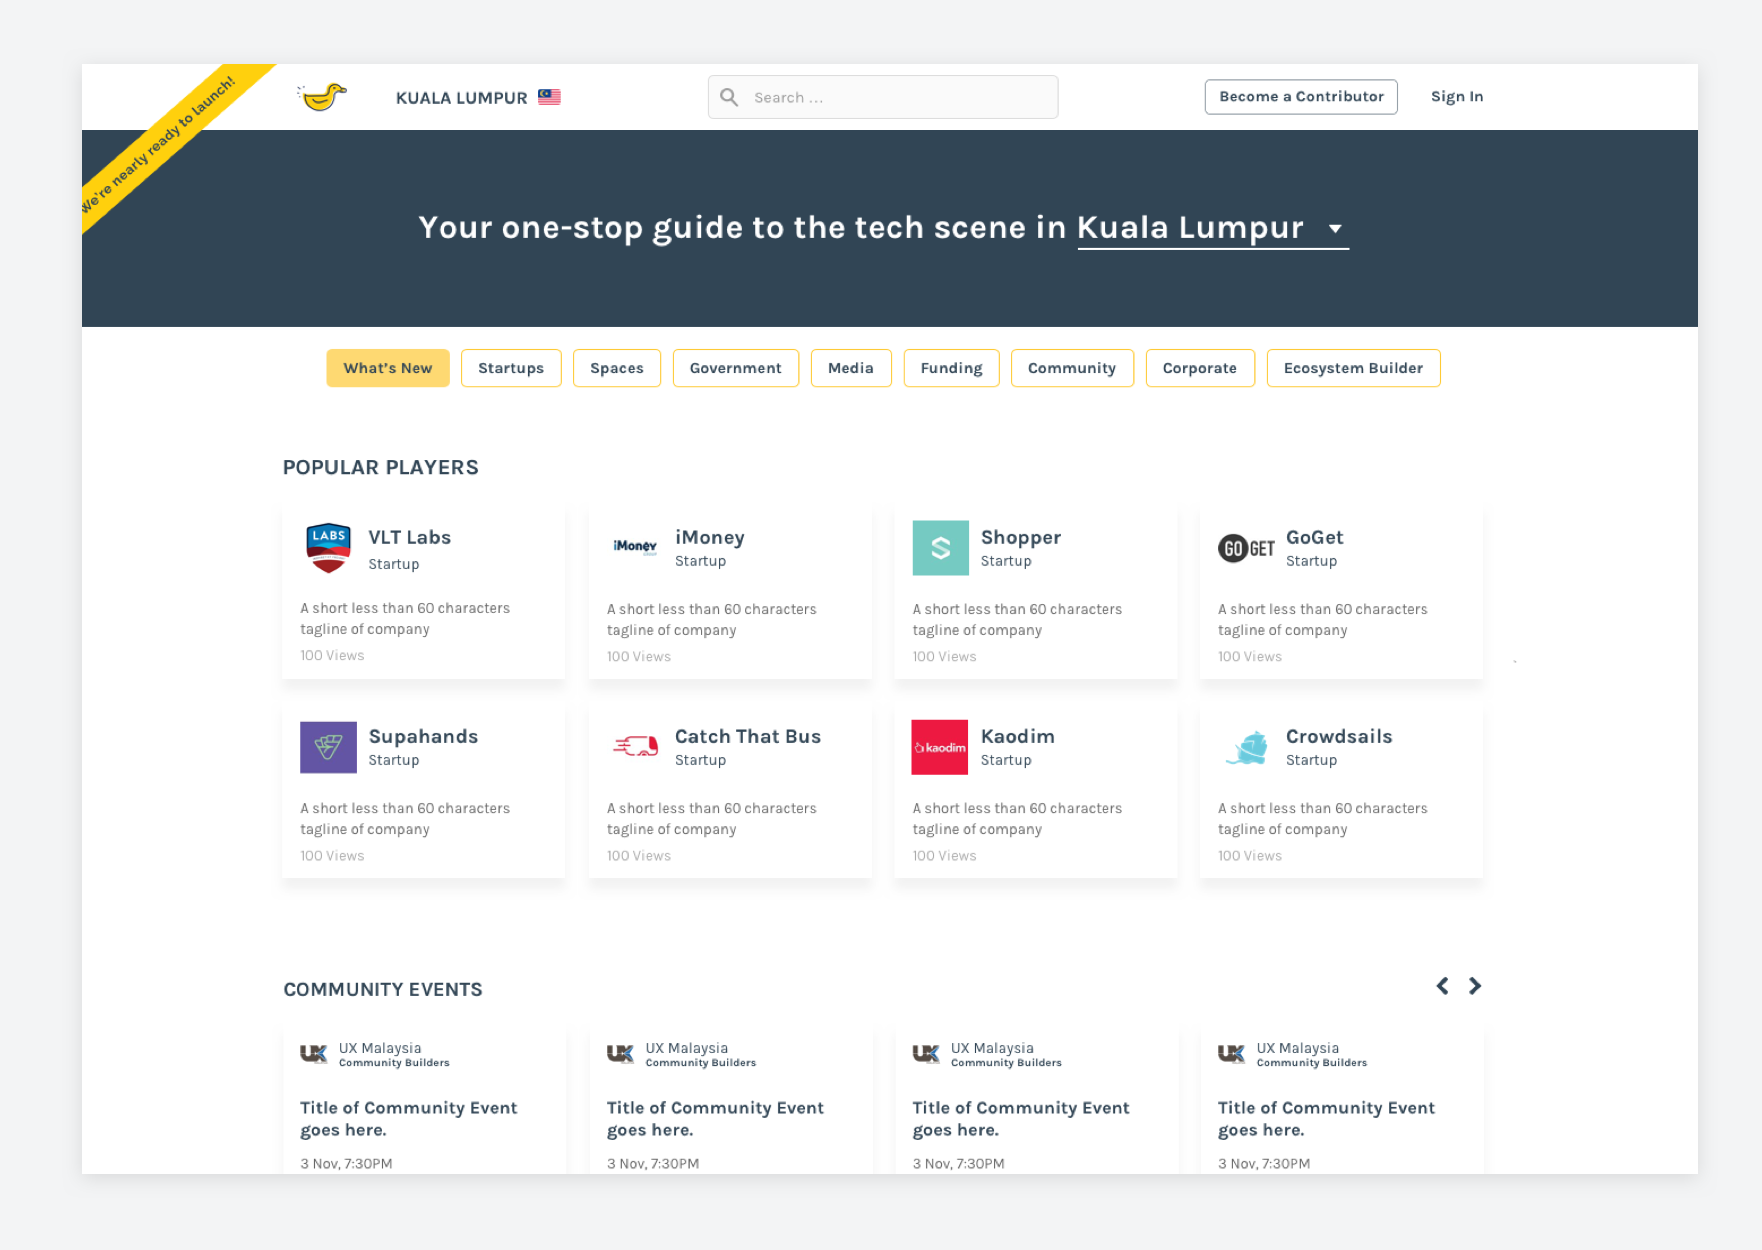 We're nearly ready to launch!
KUALA LUMPUR
Search ...
Become a Contributor
Sign In
Your one-stop guide to the tech scene in Kuala Lumpur
What's New
Startups
Spaces
Government
Media
Funding
Community
Corporate
Ecosystem Builder
POPULAR PLAYERS
LABS
VLT Labs
Startup
A short less than 60 characters
tagline of company
100 Views
iMoney
iMoney
Startup
A short less than 60 characters
tagline of company
100 Views
Shopper
Startup
A short less than 60 characters
tagline of company
100 Views
GO GET
GoGet
Startup
A short less than 60 characters
tagline of company
100 Views
Supahands
Startup
A short less than 60 characters
tagline of company
100 Views
Catch That Bus
Startup
A short less than 60 characters
tagline of company
100 Views
kaodim
Kaodim
Startup
A short less than 60 characters
tagline of company
100 Views
Crowdsails
Startup
A short less than 60 characters
tagline of company
100 Views
COMMUNITY EVENTS
UX
UX Malaysia
Community Builders
Title of Community Event
goes here.
3 Nov, 7:30PM
UX
UX Malaysia
Community Builders
Title of Community Event
goes here.
3 Nov, 7:30PM
UX
UX Malaysia
Community Builders
Title of Community Event
goes here.
3 Nov, 7:30PM
UX
UX Malaysia
Community Builders
Title of Community Event
goes here.
3 Nov, 7:30PM